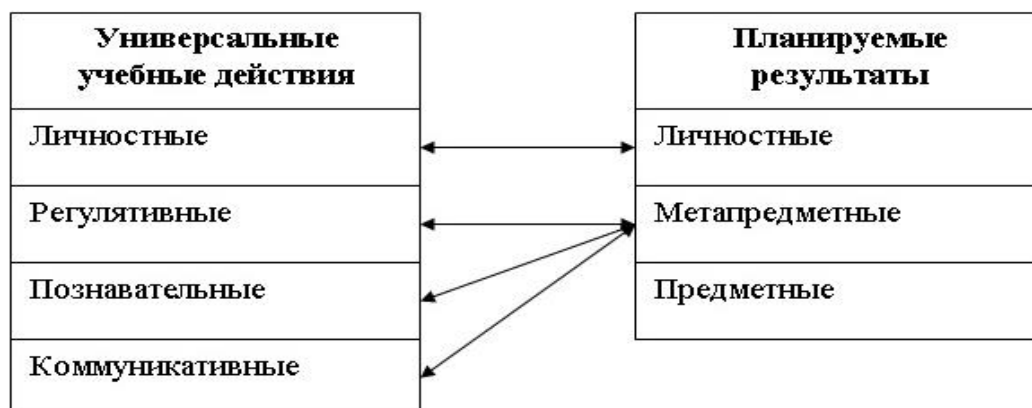 Универсальные
учебные действия
Личностные
Регулятивные
Познавательные
Коммуникативные
Планируемые
результаты
Личностные
Метапредметные
Предметные